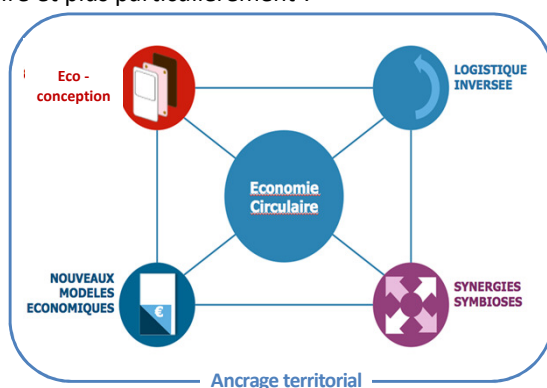 Eco -
conception
LOGISTIQUE
INVERSEE
Economie
Circulaire
NOUVEAUX
MODELES
ECONOMIQUES
€
SYNERGIES
SYMBIOSES
Ancrage territorial